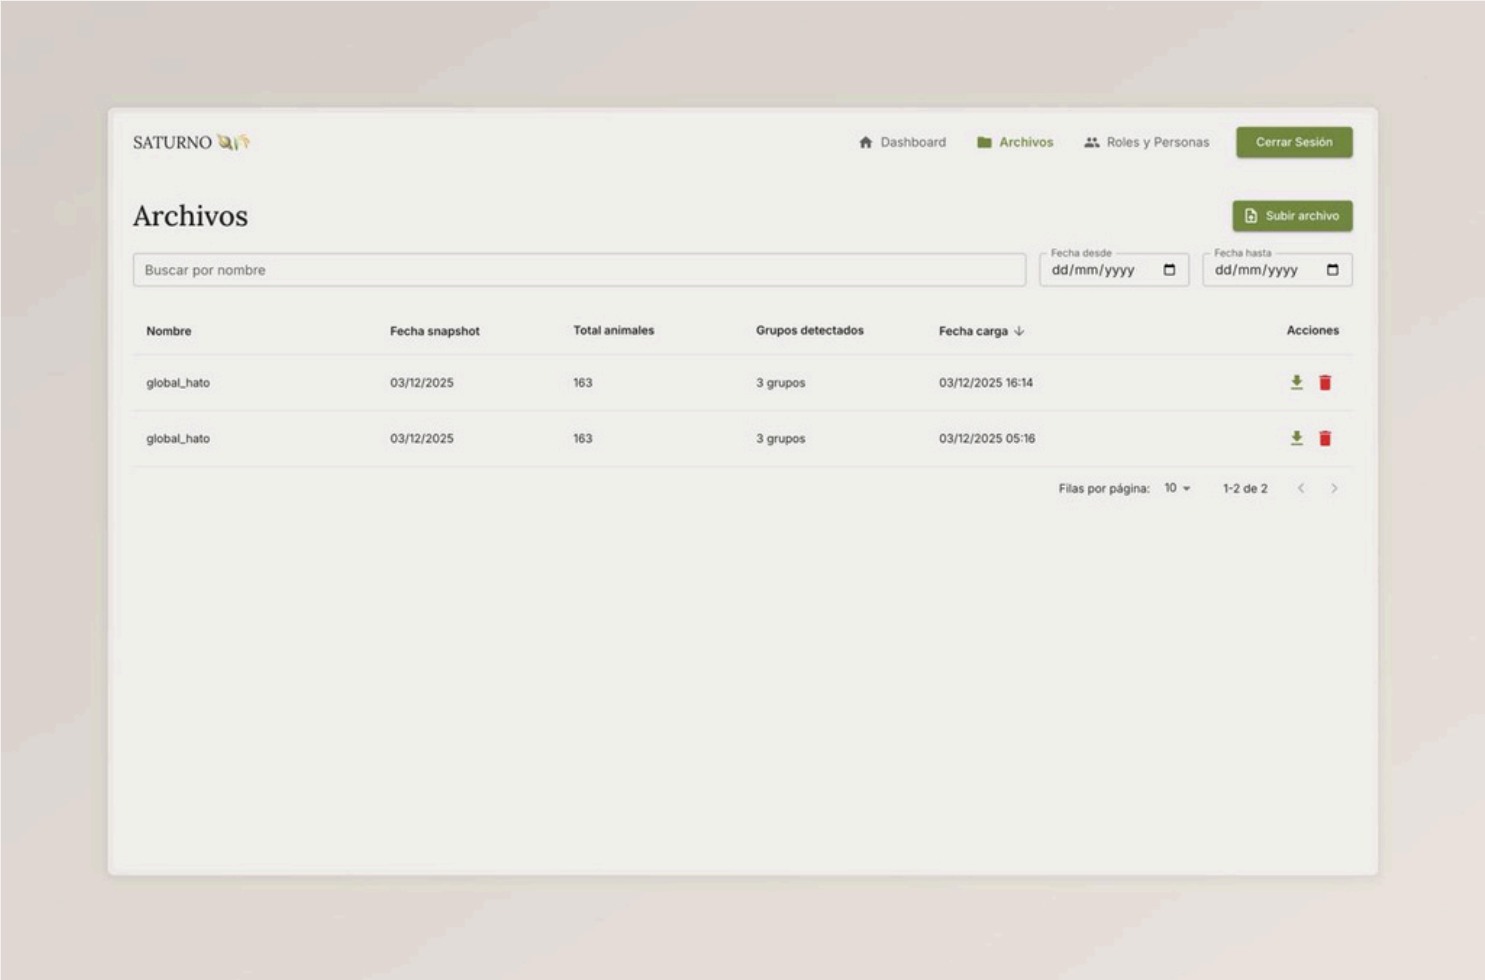 SATURNO
Dashboard
Archivos
Roles y Personas
Cerrar Sesión
Archivos
Subir archivo
Buscar por nombre
Fecha desde
dd/mm/yyyy
Fecha hasta
dd/mm/yyyy
Nombre Fecha snapshot Total animales Grupos detectados Fecha carga Acciones
global_hato 03/12/2025 163 3 grupos 03/12/2025 16:14
global_hato 03/12/2025 163 3 grupos 03/12/2025 05:16
Filas por página: 10 1-2 de 2